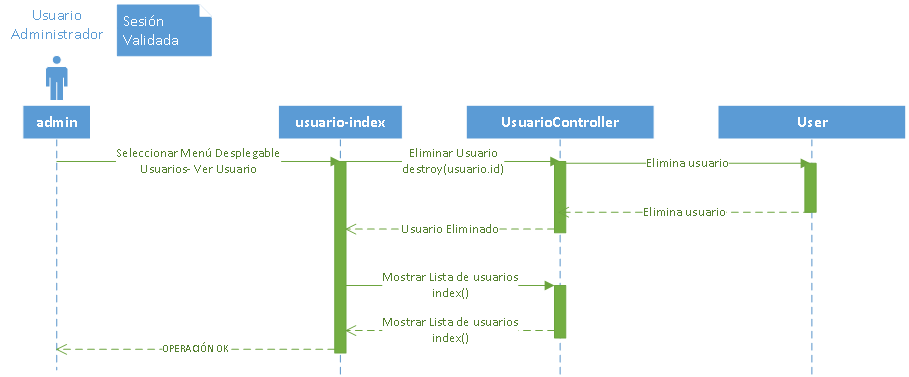 Usuario
Administrador
Sesión
Validada
admin
usuario-index
UsuarioController
User
Seleccionar Menú Desplegable
Usuarios- Ver Usuario
Eliminar Usuario
destroy(usuario.id)
Elimina usuario
Elimina usuario
Usuario Eliminado
Mostrar Lista de usuarios
index()
Mostrar Lista de usuarios
index()
OPERACIÓN OK